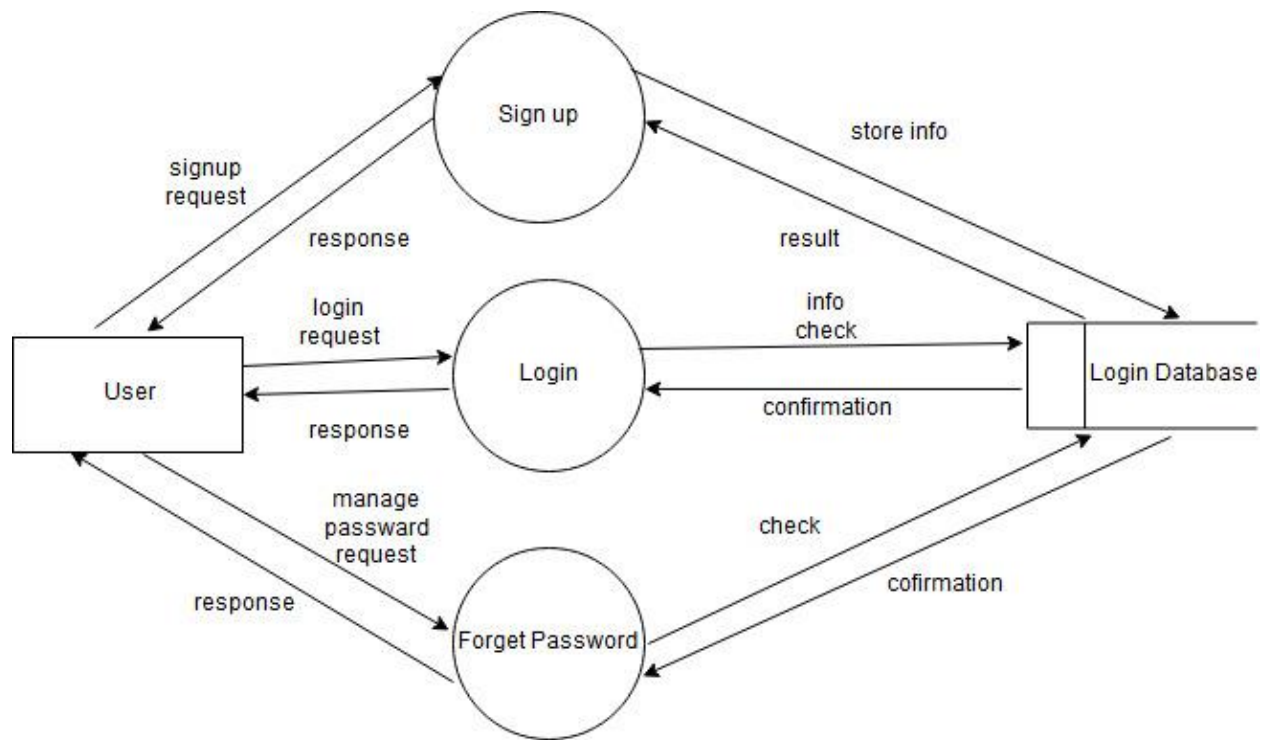 Sign up
store info
signup
request
response
result
login
request
info
check
User
Login
Login Database
response
confirmation
manage
passward
request
check
response
cofirmation
Forget Password